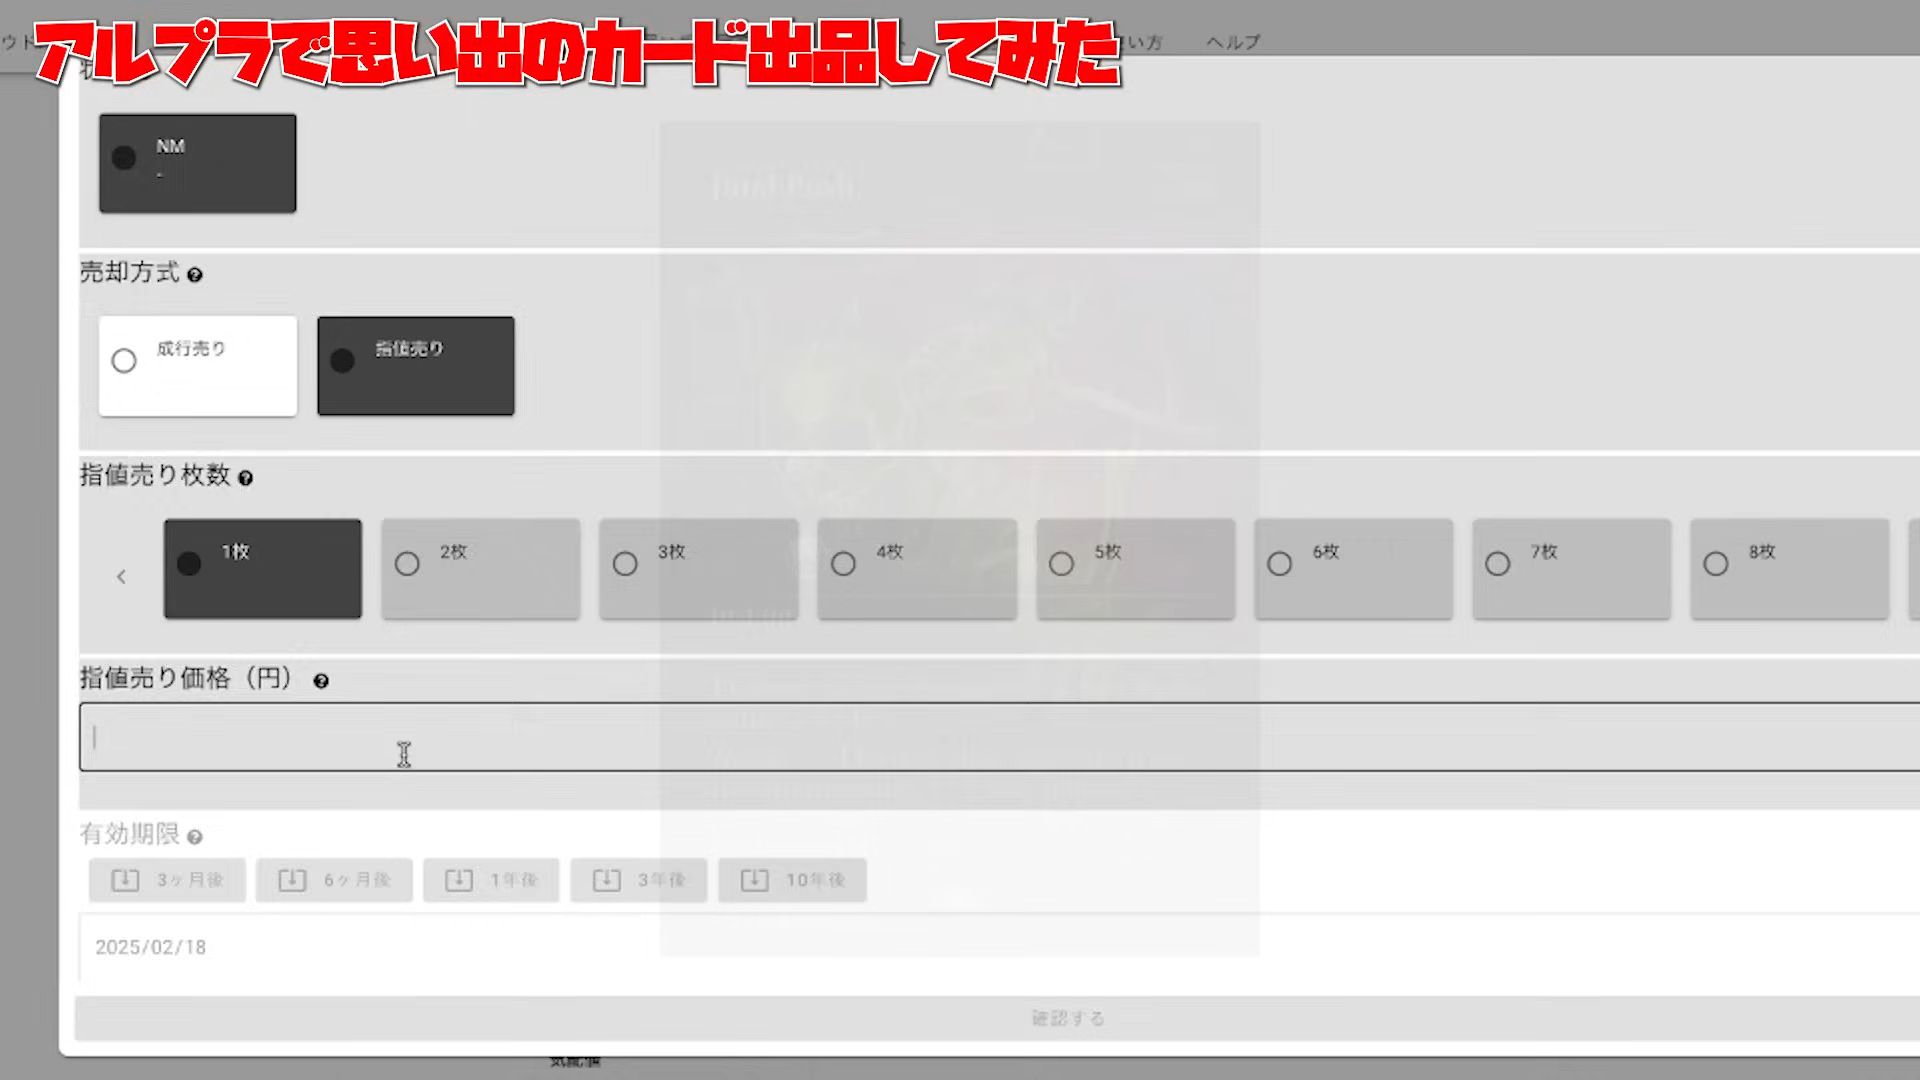 アルプラで思い出のカード出品してみた
ヘルプ
NM
-
売却方式
成行売り
指値売り
指値売り枚数
1枚
2枚
3枚
4枚
5枚
6枚
7枚
8枚
指値売り価格（円）
有効期限
3ヶ月後
6ヶ月後
1年後
3年後
10年後
2025/02/18
確認する